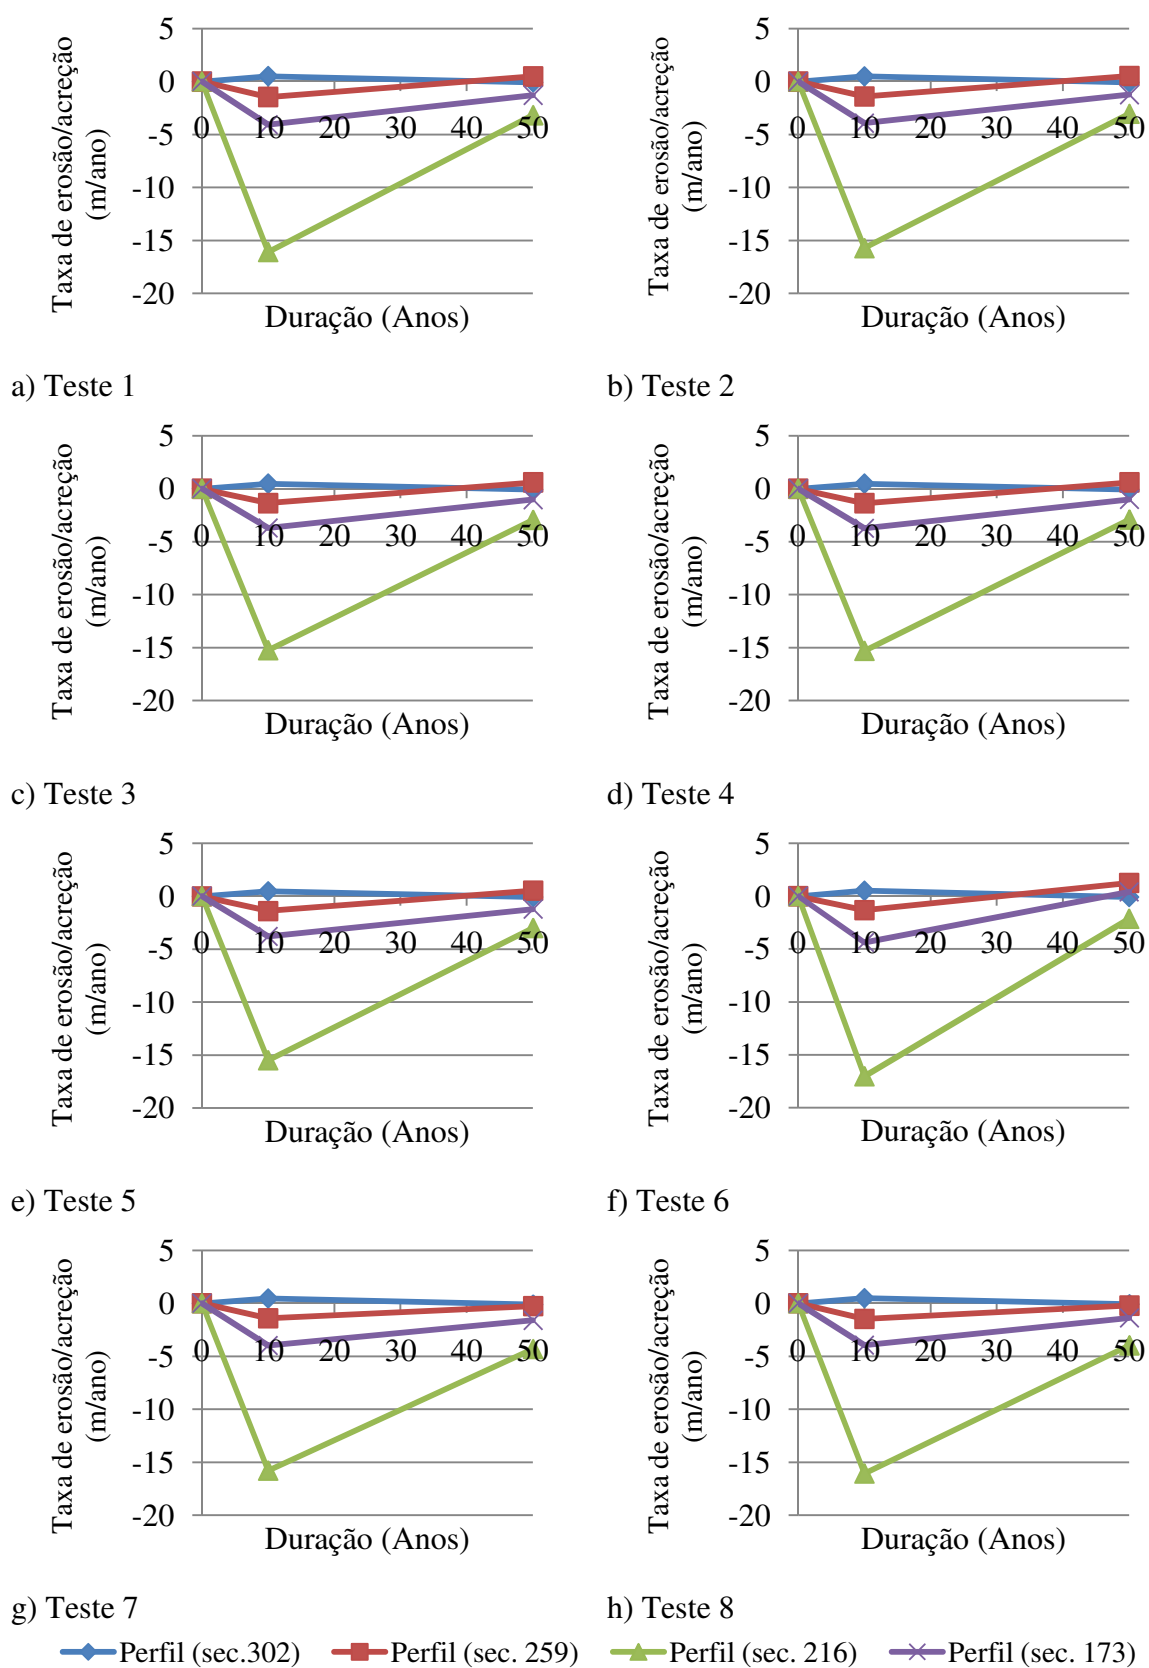 5
0
-5
-10
-15
-20
0 10 20 30 40 50
Taxa de erosão/acreção
(m/ano)
Duração (Anos)
a) Teste 1
5
0
-5
-10
-15
-20
0 10 20 30 40 50
Taxa de erosão/acreção
(m/ano)
Duração (Anos)
b) Teste 2
5
0
-5
-10
-15
-20
0 10 20 30 40 50
Taxa de erosão/acreção
(m/ano)
Duração (Anos)
c) Teste 3
5
0
-5
-10
-15
-20
0 10 20 30 40 50
Taxa de erosão/acreção
(m/ano)
Duração (Anos)
d) Teste 4
5
0
-5
-10
-15
-20
0 10 20 30 40 50
Taxa de erosão/acreção
(m/ano)
Duração (Anos)
e) Teste 5
5
0
-5
-10
-15
-20
0 10 20 30 40 50
Taxa de erosão/acreção
(m/ano)
Duração (Anos)
f) Teste 6
5
0
-5
-10
-15
-20
0 10 20 30 40 50
Taxa de erosão/acreção
(m/ano)
Duração (Anos)
g) Teste 7
5
0
-5
-10
-15
-20
0 10 20 30 40 50
Taxa de erosão/acreção
(m/ano)
Duração (Anos)
h) Teste 8
Perfil (sec.302) Perfil (sec. 259) Perfil (sec. 216) Perfil (sec. 173)